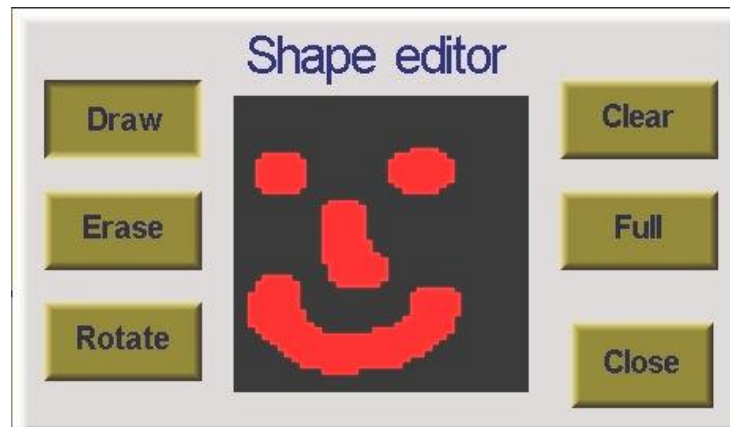 Shape editor
Draw
Clear
Erase
Full
Rotate
Close